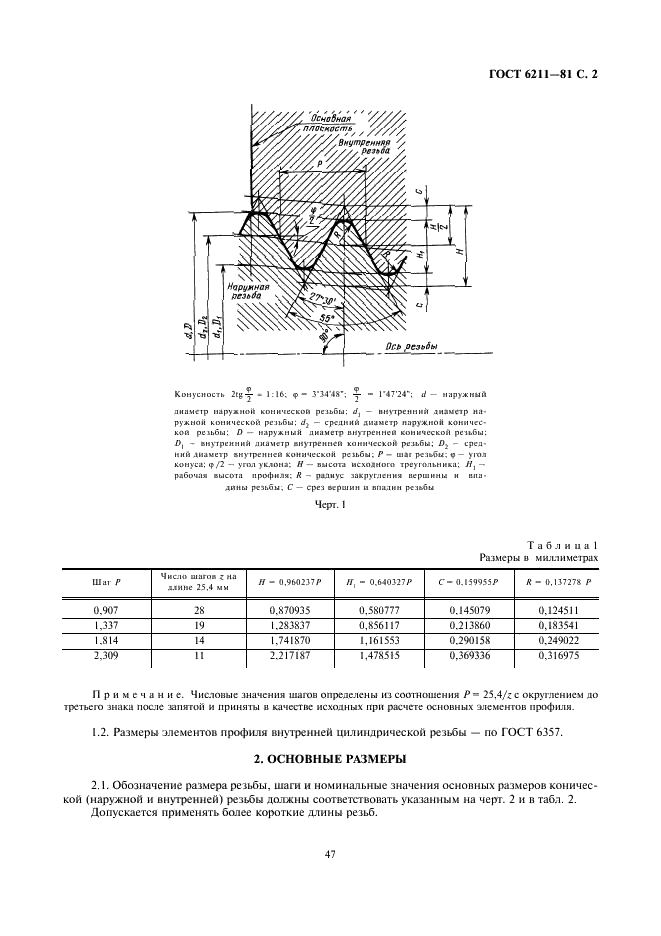 ГОСТ 6211—81 С. 2
Основная
плоскость
Внутренняя
резьба
P
C
φ
2
H
2
H₁
H
R
R
Наружная
резьба
27°30'
55°
90°
C
d, D
d₂, D₂
d₁, D₁
Ось резьбы
Конусность 2tg φ/2 = 1:16; φ = 3°34'48"; φ/2 = 1°47'24"; d — наружный
диаметр наружной конической резьбы; d₁ — внутренний диаметр на-
ружной конической резьбы; d₂ — средний диаметр наружной коничес-
кой резьбы; D — наружный диаметр внутренней конической резьбы;
D₁ — внутренний диаметр внутренней конической резьбы; D₂ — сред-
ний диаметр внутренней конической резьбы; P — шаг резьбы; φ — угол
конуса; φ/2 — угол уклона; H — высота исходного треугольника; H₁ —
рабочая высота профиля; R — радиус закругления вершины и впа-
дины резьбы; C — срез вершин и впадин резьбы
Черт. 1
Таблица 1
Размеры в миллиметрах
Шаг P
Число шагов z на
длине 25,4 мм
H = 0,960237P
H₁ = 0,640327P
C = 0,159955P
R = 0,137278 P
0,907 28 0,870935 0,580777 0,145079 0,124511
1,337 19 1,283837 0,856117 0,213860 0,183541
1,814 14 1,741870 1,161553 0,290158 0,249022
2,309 11 2,217187 1,478515 0,369336 0,316975
Примечание. Числовые значения шагов определены из соотношения P = 25,4/z с округлением до
третьего знака после запятой и приняты в качестве исходных при расчете основных элементов профиля.
1.2. Размеры элементов профиля внутренней цилиндрической резьбы — по ГОСТ 6357.
2. ОСНОВНЫЕ РАЗМЕРЫ
2.1. Обозначение размера резьбы, шаги и номинальные значения основных размеров коничес-
кой (наружной и внутренней) резьбы должны соответствовать указанным на черт. 2 и в табл. 2.
Допускается применять более короткие длины резьб.
47